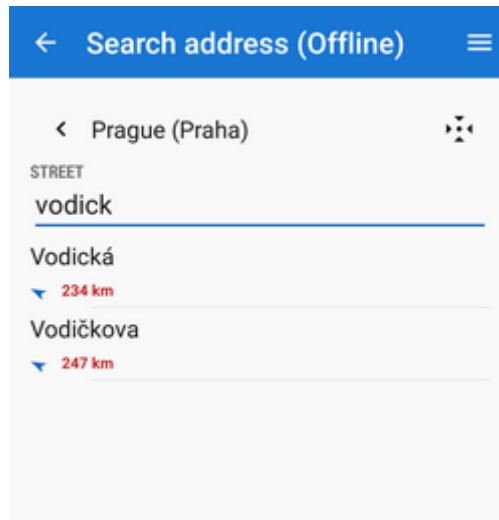 Search address (Offline)
Prague (Praha)
STREET
vodick
Vodická
234 km
Vodičkova
247 km